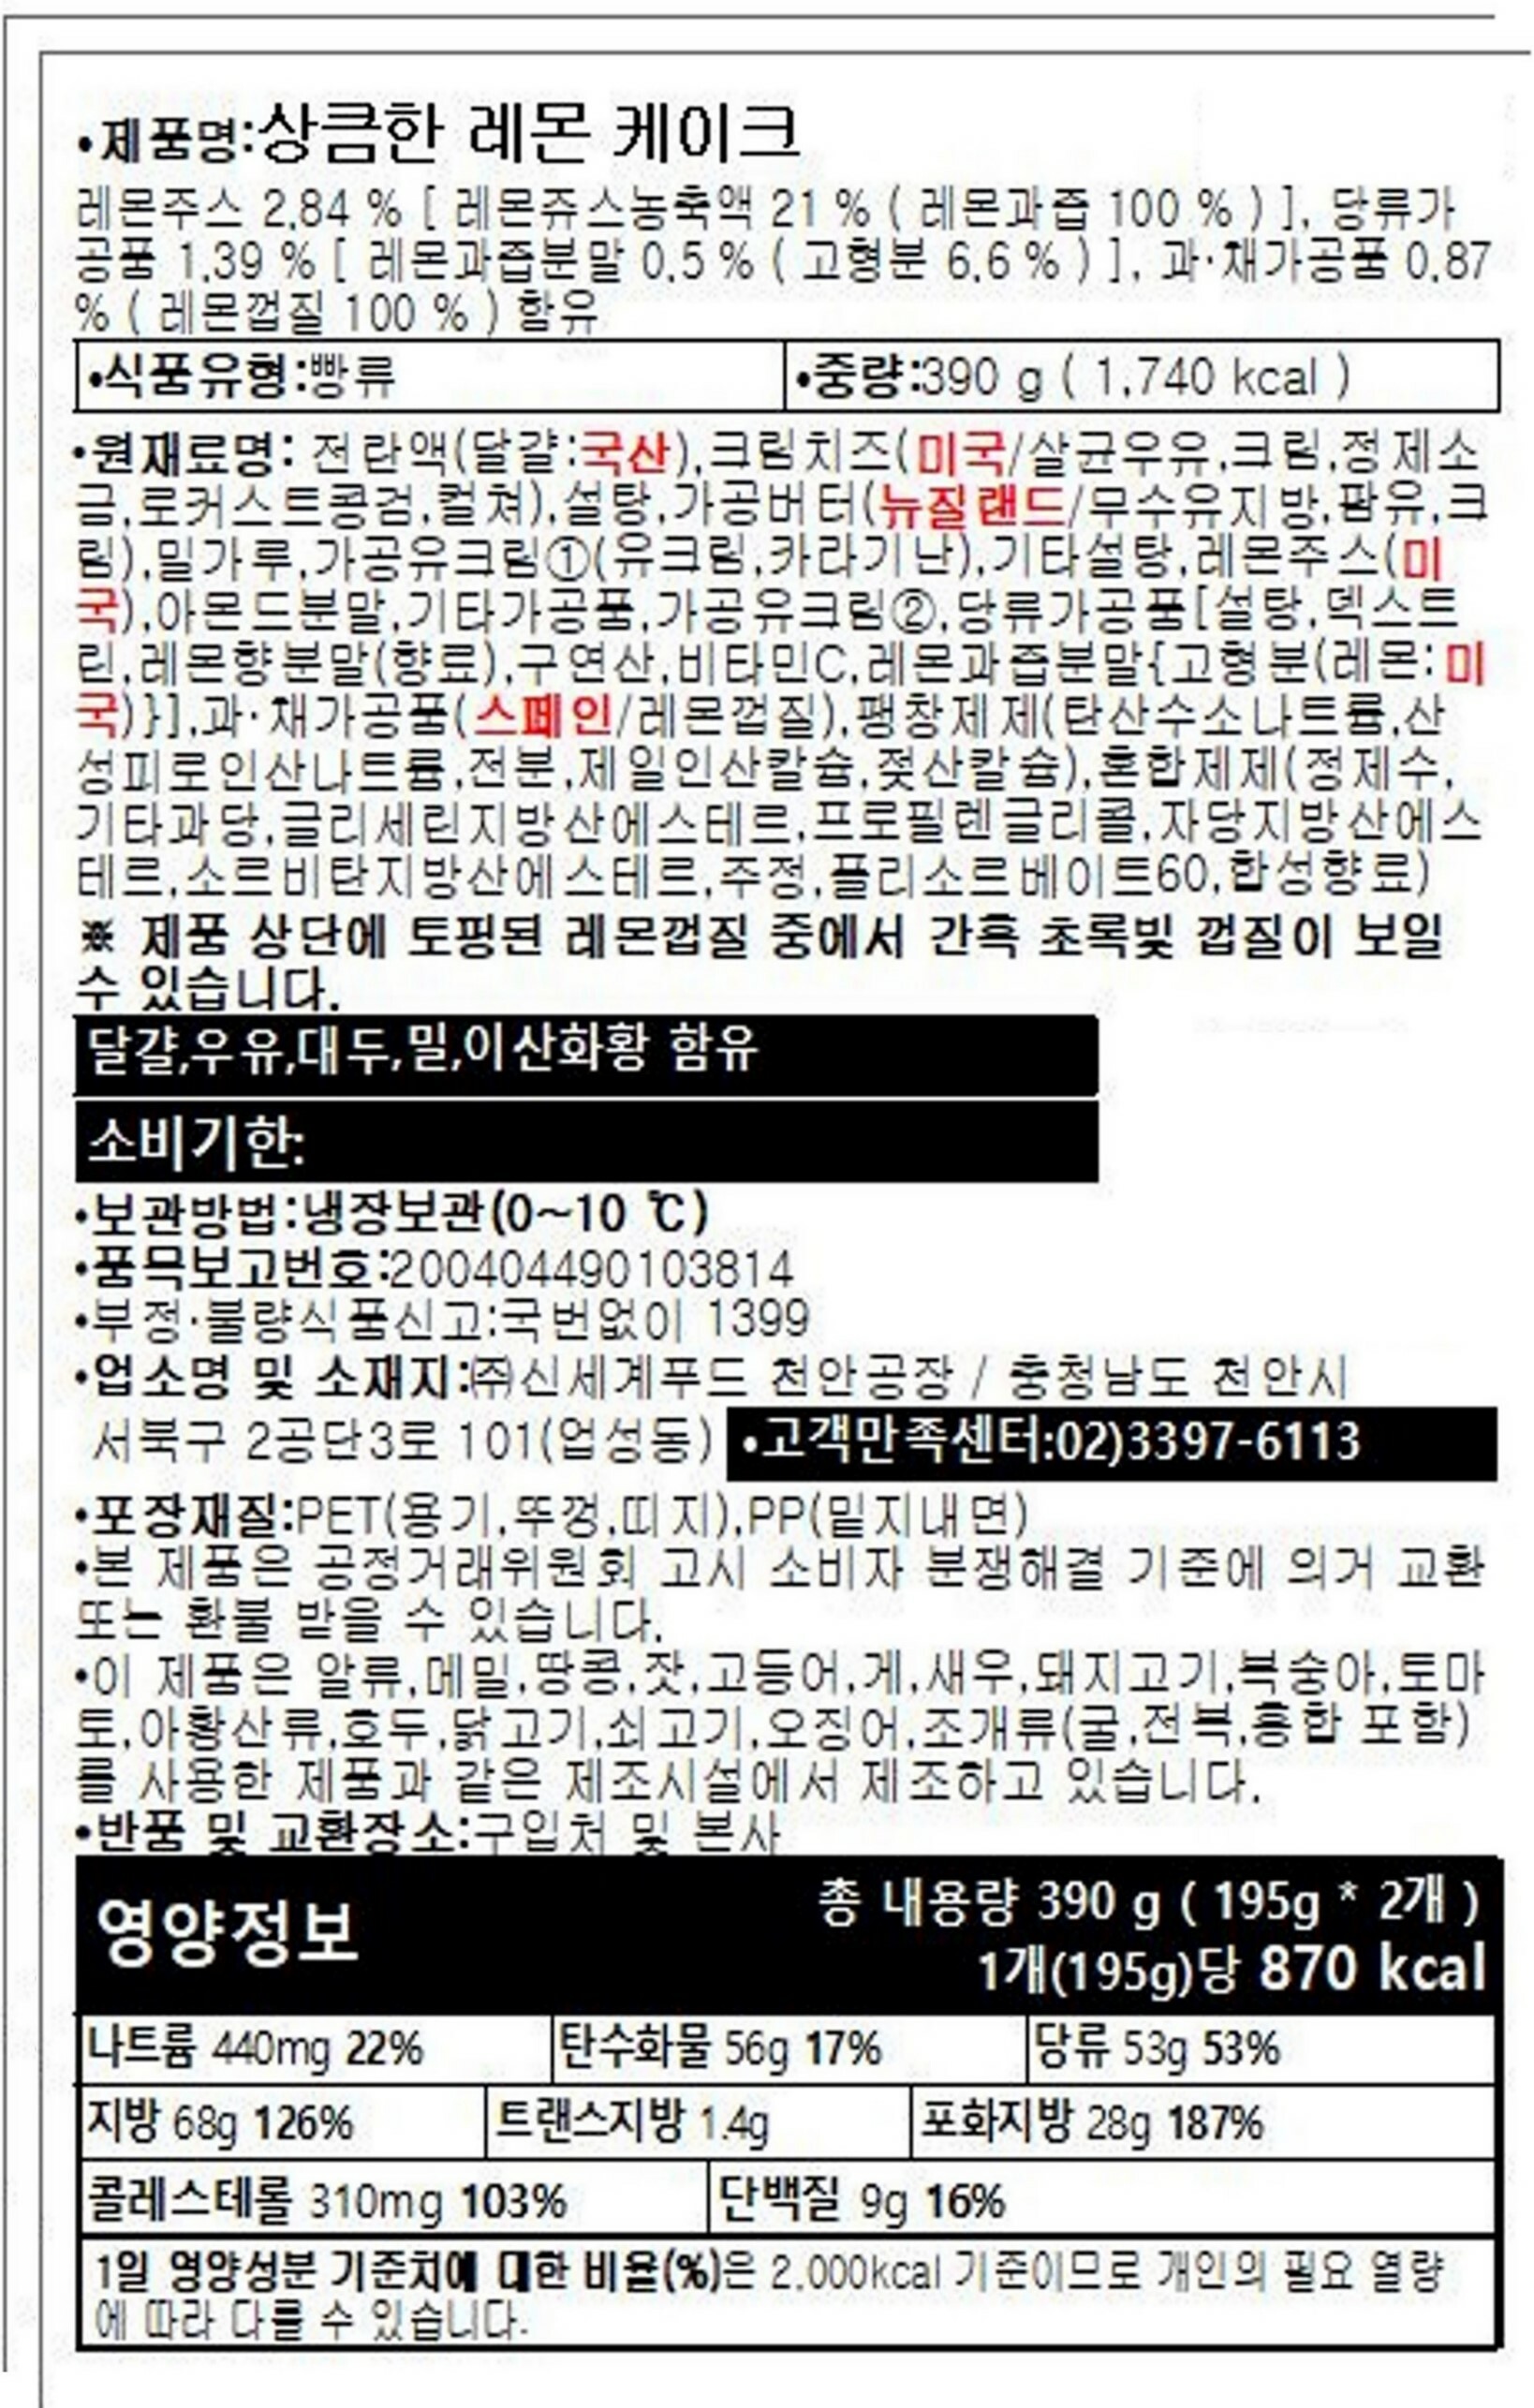 •제품명:상큼한 레몬 케이크
레몬주스 2.84 % [ 레몬쥬스농축액 21 % ( 레몬과즙 100 % ) ], 당류가
공품 1.39 % [ 레몬과즙분말 0.5 % ( 고형분 6.6 % ) ], 과·채가공품 0.87
% ( 레몬껍질 100 % ) 함유
•식품유형:빵류 •중량:390 g ( 1,740 kcal )
•원재료명: 전란액(달걀:국산),크림치즈(미국/살균우유,크림,정제소
금,로커스트콩검,컬쳐),설탕,가공버터(뉴질랜드/무수유지방,팜유,크
림),밀가루,가공유크림①(유크림,카라기난),기타설탕,레몬주스(미
국),아몬드분말,기타가공품,가공유크림②,당류가공품[설탕,덱스트
린,레몬향분말(향료),구연산,비타민C,레몬과즙분말{고형분(레몬:미
국)}],과·채가공품(스페인/레몬껍질),팽창제제(탄산수소나트륨,산
성피로인산나트륨,전분,제일인산칼슘,젖산칼슘),혼합제제(정제수,
기타과당,글리세린지방산에스테르,프로필렌글리콜,자당지방산에스
테르,소르비탄지방산에스테르,주정,폴리소르베이트60,합성향료)
※ 제품 상단에 토핑된 레몬껍질 중에서 간혹 초록빛 껍질이 보일
수 있습니다.
달걀,우유,대두,밀,이산화황 함유
소비기한:
•보관방법:냉장보관(0~10 ℃)
•품목보고번호:200404490103814
•부정·불량식품신고:국번없이 1399
•업소명 및 소재지:㈜신세계푸드 천안공장 / 충청남도 천안시
서북구 2공단3로 101(업성동) •고객만족센터:02)3397-6113
•포장재질:PET(용기,뚜껑,띠지),PP(밑지내면)
•본 제품은 공정거래위원회 고시 소비자 분쟁해결 기준에 의거 교환
또는 환불 받을 수 있습니다.
•이 제품은 알류,메밀,땅콩,잣,고등어,게,새우,돼지고기,복숭아,토마
토,아황산류,호두,닭고기,쇠고기,오징어,조개류(굴,전복,홍합 포함)
를 사용한 제품과 같은 제조시설에서 제조하고 있습니다.
•반품 및 교환장소:구입처 및 본사
영양정보 총 내용량 390 g ( 195g * 2개 )
1개(195g)당 870 kcal
나트륨 440mg 22% 탄수화물 56g 17% 당류 53g 53%
지방 68g 126% 트랜스지방 1.4g 포화지방 28g 187%
콜레스테롤 310mg 103% 단백질 9g 16%
1일 영양성분 기준치에 대한 비율(%)은 2,000kcal 기준이므로 개인의 필요 열량
에 따라 다를 수 있습니다.